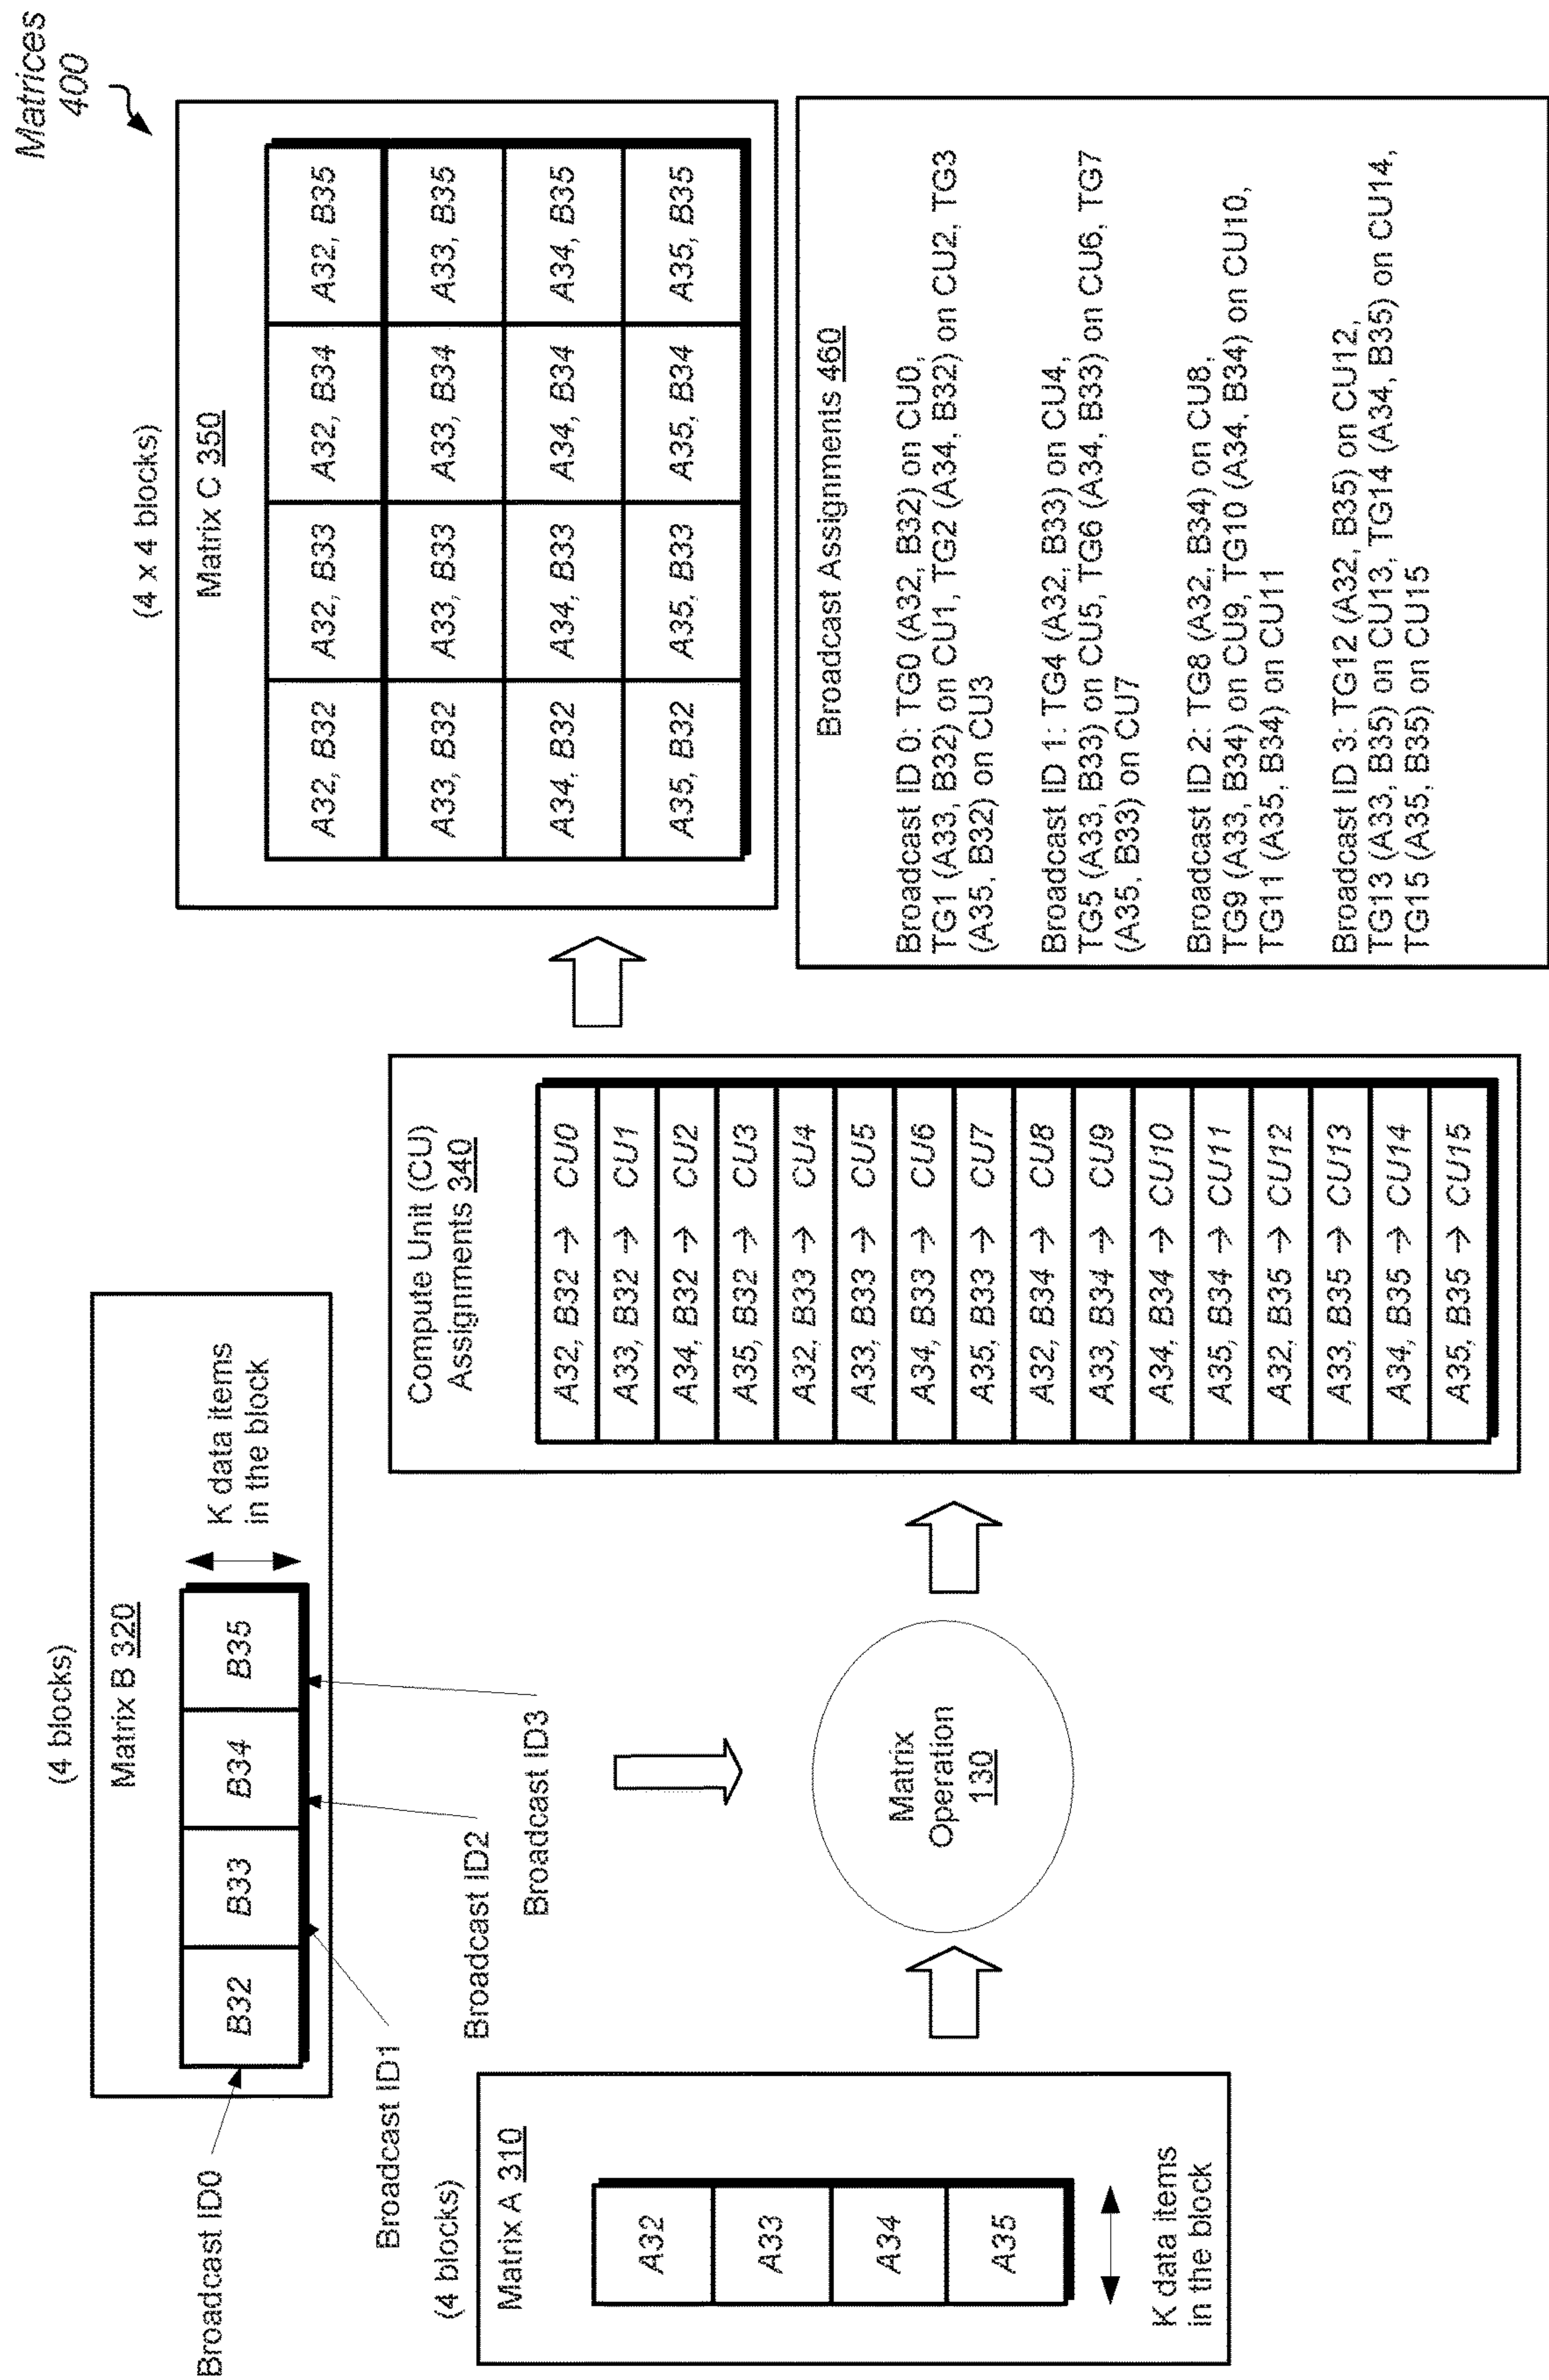 Matrices
400
(4 blocks)
Matrix B 320
B32 B33 B34 B35
K data items
in the block
Broadcast ID0
Broadcast ID1
Broadcast ID2
Broadcast ID3
(4 blocks)
Matrix A 310
A32
A33
A34
A35
K data items
in the block
Matrix
Operation
130
Compute Unit (CU)
Assignments 340
A32, B32 → CU0
A33, B32 → CU1
A34, B32 → CU2
A35, B32 → CU3
A32, B33 → CU4
A33, B33 → CU5
A34, B33 → CU6
A35, B33 → CU7
A32, B34 → CU8
A33, B34 → CU9
A34, B34 → CU10
A35, B34 → CU11
A32, B35 → CU12
A33, B35 → CU13
A34, B35 → CU14
A35, B35 → CU15
(4 x 4 blocks)
Matrix C 350
A32, B32 A32, B33 A32, B34 A32, B35
A33, B32 A33, B33 A33, B34 A33, B35
A34, B32 A34, B33 A34, B34 A34, B35
A35, B32 A35, B33 A35, B34 A35, B35
Broadcast Assignments 460
Broadcast ID 0: TG0 (A32, B32) on CU0,
TG1 (A33, B32) on CU1, TG2 (A34, B32) on CU2, TG3
(A35, B32) on CU3
Broadcast ID 1: TG4 (A32, B33) on CU4,
TG5 (A33, B33) on CU5, TG6 (A34, B33) on CU6, TG7
(A35, B33) on CU7
Broadcast ID 2: TG8 (A32, B34) on CU8,
TG9 (A33, B34) on CU9, TG10 (A34, B34) on CU10,
TG11 (A35, B34) on CU11
Broadcast ID 3: TG12 (A32, B35) on CU12,
TG13 (A33, B35) on CU13, TG14 (A34, B35) on CU14,
TG15 (A35, B35) on CU15